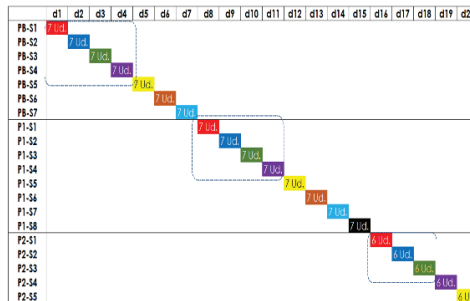 d1 d2 d3 d4 d5 d6 d7 d8 d9 d10 d11 d12 d13 d14 d15 d16 d17 d18 d19 d2
PB-S1 7 Ud.
PB-S2 7 Ud.
PB-S3 7 Ud.
PB-S4 7 Ud.
PB-S5 7 Ud.
PB-S6 7 Ud.
PB-S7 7 Ud.
P1-S1 7 Ud.
P1-S2 7 Ud.
P1-S3 7 Ud.
P1-S4 7 Ud.
P1-S5 7 Ud.
P1-S6 7 Ud.
P1-S7 7 Ud.
P1-S8 7 Ud.
P2-S1 6 Ud.
P2-S2 6 Ud.
P2-S3 6 Ud.
P2-S4 6 Ud.
P2-S5 6 Ud